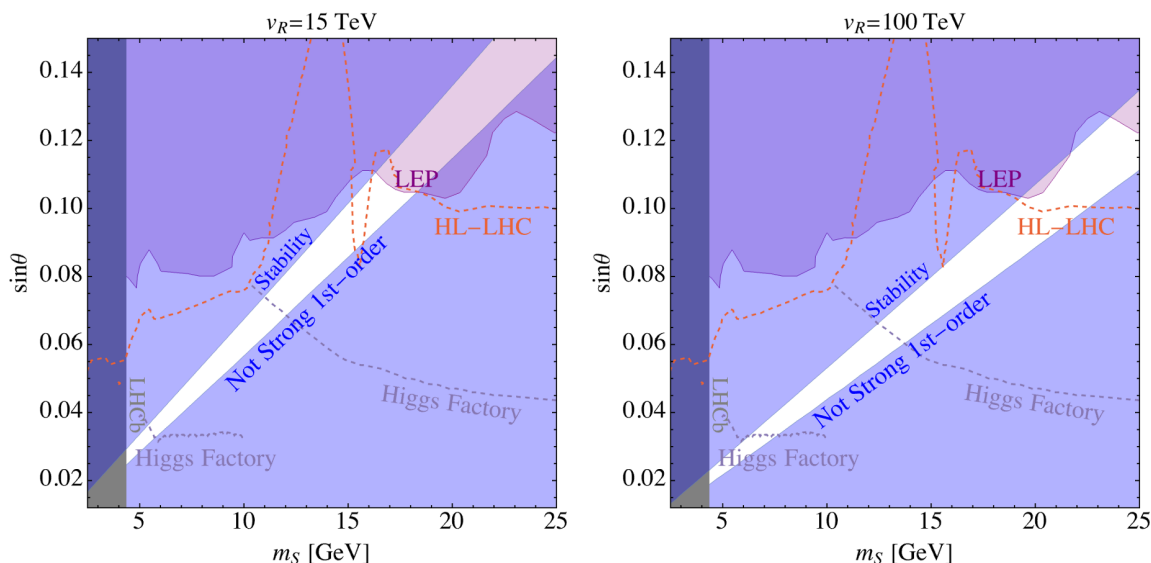 v_R=15 TeV
0.14
0.12
0.10
0.08
0.06
0.04
0.02
sinθ
LEP
HL-LHC
Stability
Not Strong 1st-order
LHCb
Higgs Factory
Higgs Factory
5
10
15
20
25
m_S [GeV]
v_R=100 TeV
0.14
0.12
0.10
0.08
0.06
0.04
0.02
sinθ
LEP
HL-LHC
Stability
Not Strong 1st-order
LHCb
Higgs Factory
Higgs Factory
5
10
15
20
25
m_S [GeV]